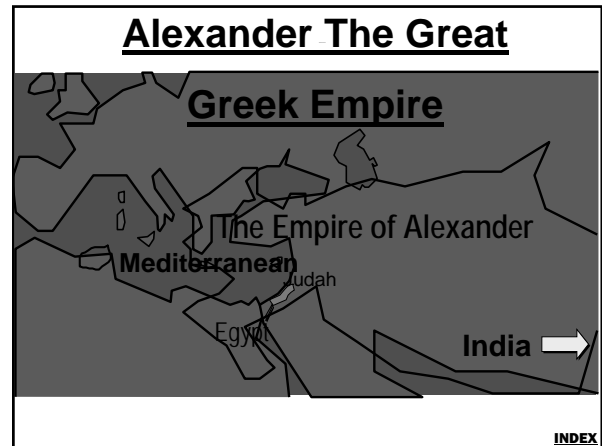 Alexander The Great
Greek Empire
The Empire of Alexander
Mediterranean
Judah
Egypt
India
INDEX